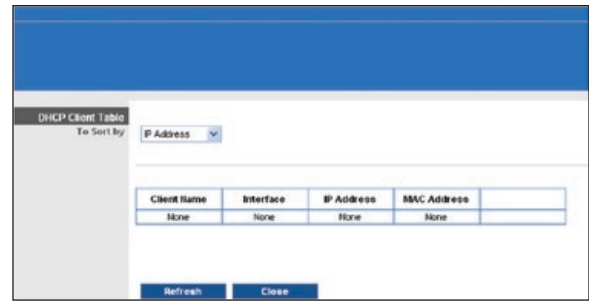 DHCP Client Table
To Sort by
IP Address
Client Name Interface IP Address MAC Address
None None None None
Refresh Close